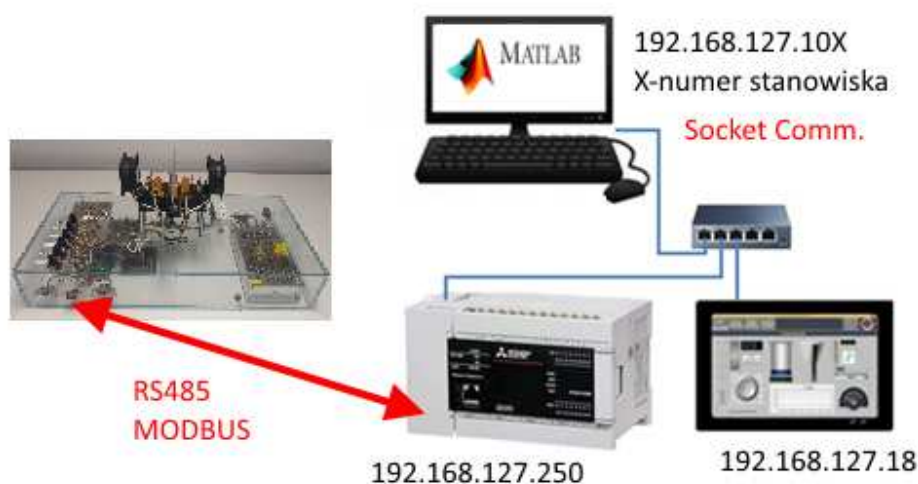 MATLAB
192.168.127.10X
X-numer stanowiska
Socket Comm.
RS485
MODBUS
192.168.127.250
192.168.127.18